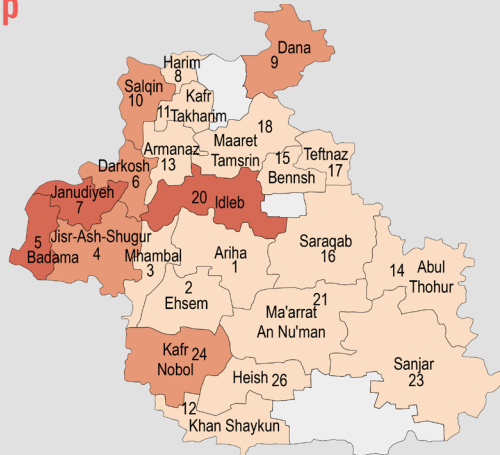 p
Dana
9
Harim
8
Salqin
10
Kafr
11 Takharim
18
Maaret
Tamsrin
Armanaz
13
15
Bennsh
Teftnaz
17
Darkosh
6
Janudiyeh
7
20 Idleb
5
Badama
Jisr-Ash-Shugur
4
Mhambal
3
Ariha
1
Saraqab
16
14 Abul
Thohur
2
Ehsem
21
Ma'arrat
An Nu'man
Kafr 24
Nobol
Heish 26
Sanjar
23
12
Khan Shaykun